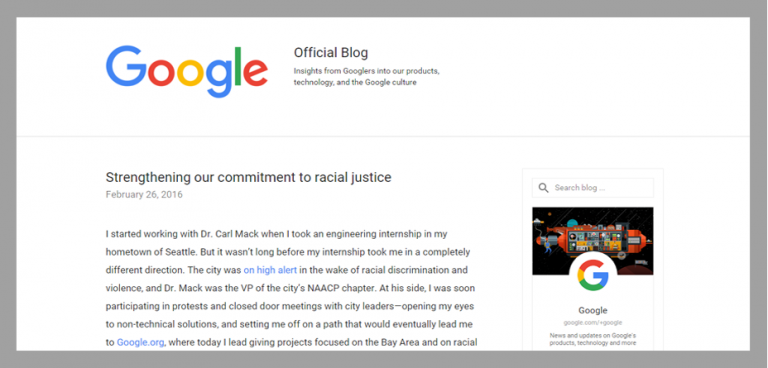 Google
Official Blog
Insights from Googlers into our products,
technology, and the Google culture
Strengthening our commitment to racial justice
February 26, 2016
I started working with Dr. Carl Mack when I took an engineering internship in my
hometown of Seattle. But it wasn't long before my internship took me in a completely
different direction. The city was on high alert in the wake of racial discrimination and
violence, and Dr. Mack was the VP of the city's NAACP chapter. At his side, I was soon
participating in protests and closed door meetings with city leaders—opening my eyes
to non-technical solutions, and setting me off on a path that would eventually lead me
to Google.org, where today I lead giving projects focused on the Bay Area and on racial
Search blog ...
G
Google
google.com/+google
News and updates on Google's
products, technology and more